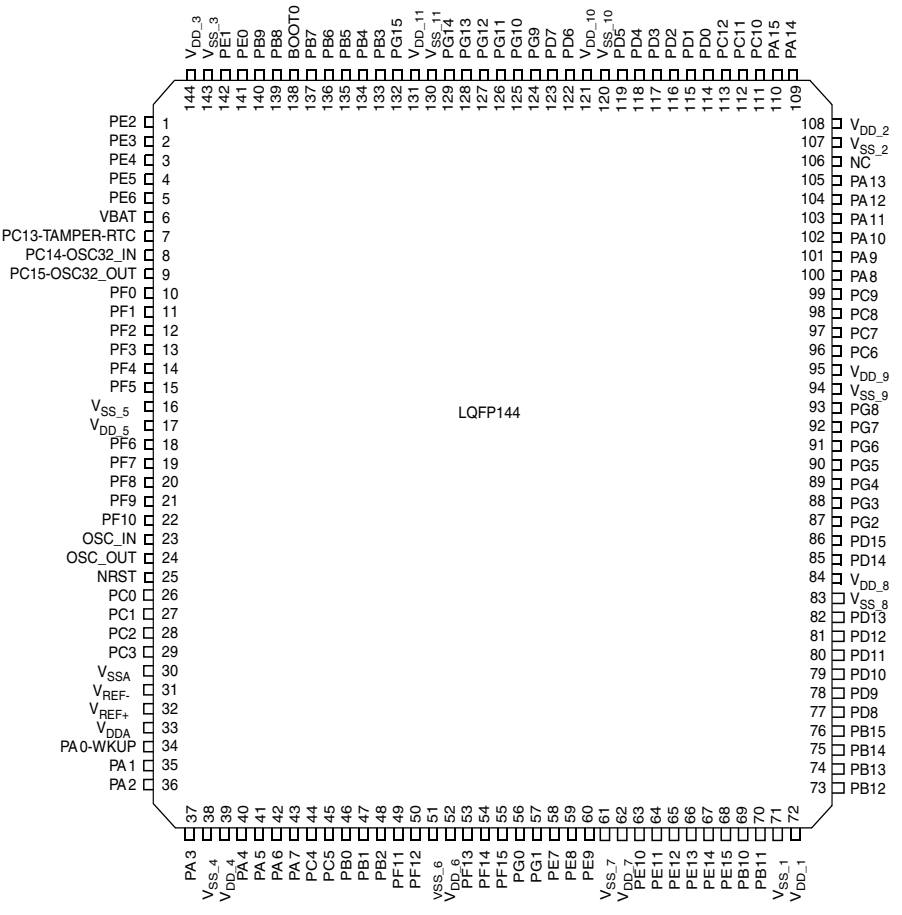 VDD_3
VSS_3
PE1
PE0
PB9
PB8
BOOT0
PB7
PB6
PB5
PB4
PB3
PG15
VDD_11
VSS_11
PG14
PG13
PG12
PG11
PG10
PG9
PD7
PD6
VDD_10
VSS_10
PD5
PD4
PD3
PD2
PD1
PD0
PC12
PC11
PC10
PA15
PA14
144
143
142
141
140
139
138
137
136
135
134
133
132
131
130
129
128
127
126
125
124
123
122
121
120
119
118
117
116
115
114
113
112
111
110
109
PE2 1
PE3 2
PE4 3
PE5 4
PE6 5
VBAT 6
PC13-TAMPER-RTC 7
PC14-OSC32_IN 8
PC15-OSC32_OUT 9
PF0 10
PF1 11
PF2 12
PF3 13
PF4 14
PF5 15
VSS_5 16
VDD_5 17
PF6 18
PF7 19
PF8 20
PF9 21
PF10 22
OSC_IN 23
OSC_OUT 24
NRST 25
PC0 26
PC1 27
PC2 28
PC3 29
VSSA 30
VREF- 31
VREF+ 32
VDDA 33
PA0-WKUP 34
PA1 35
PA2 36
LQFP144
108 VDD_2
107 VSS_2
106 NC
105 PA13
104 PA12
103 PA11
102 PA10
101 PA9
100 PA8
99 PC9
98 PC8
97 PC7
96 PC6
95 VDD_9
94 VSS_9
93 PG8
92 PG7
91 PG6
90 PG5
89 PG4
88 PG3
87 PG2
86 PD15
85 PD14
84 VDD_8
83 VSS_8
82 PD13
81 PD12
80 PD11
79 PD10
78 PD9
77 PD8
76 PB15
75 PB14
74 PB13
73 PB12
37
38
39
40
41
42
43
44
45
46
47
48
49
50
51
52
53
54
55
56
57
58
59
60
61
62
63
64
65
66
67
68
69
70
71
72
PA3
VSS_4
VDD_4
PA4
PA5
PA6
PA7
PC4
PC5
PB0
PB1
PB2
PF11
PF12
VSS_6
VDD_6
PF13
PF14
PF15
PG0
PG1
PE7
PE8
PE9
VSS_7
VDD_7
PE10
PE11
PE12
PE13
PE14
PE15
PB10
PB11
VSS_1
VDD_1